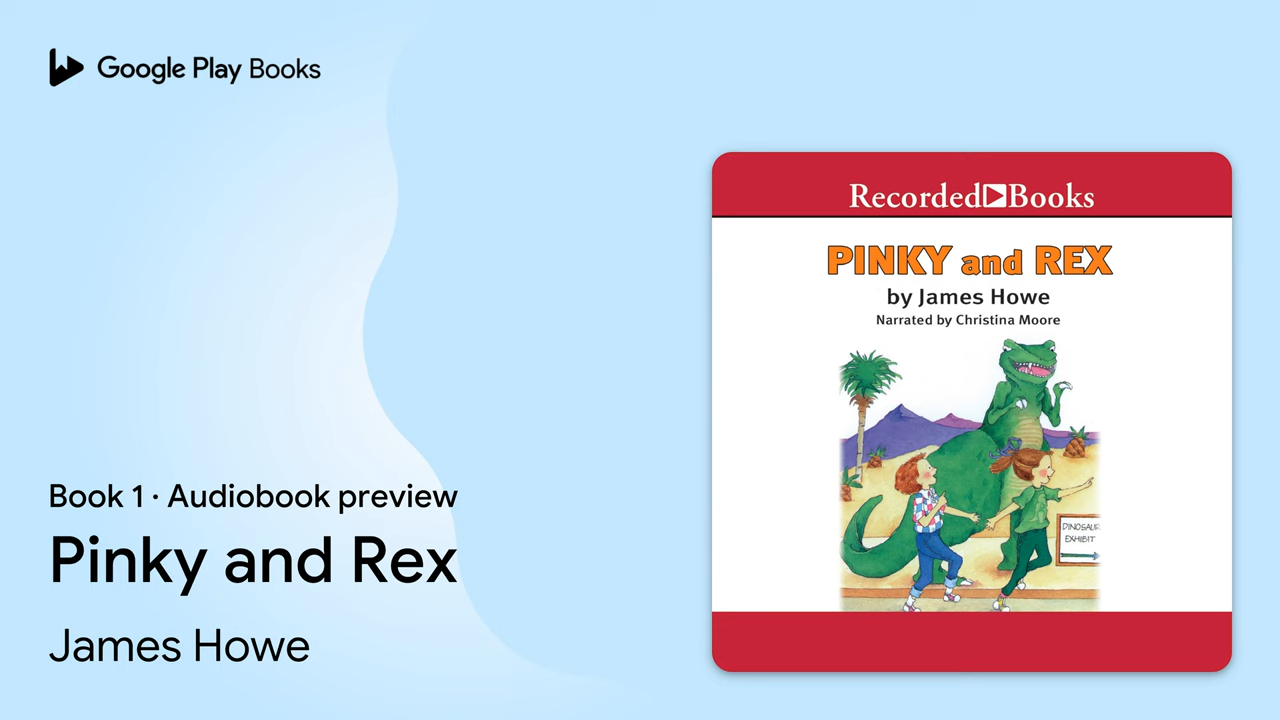 Google Play Books
Book 1 · Audiobook preview
Pinky and Rex
James Howe
Recorded Books
PINKY and REX
by James Howe
Narrated by Christina Moore
DINOSAUR
EXHIBIT